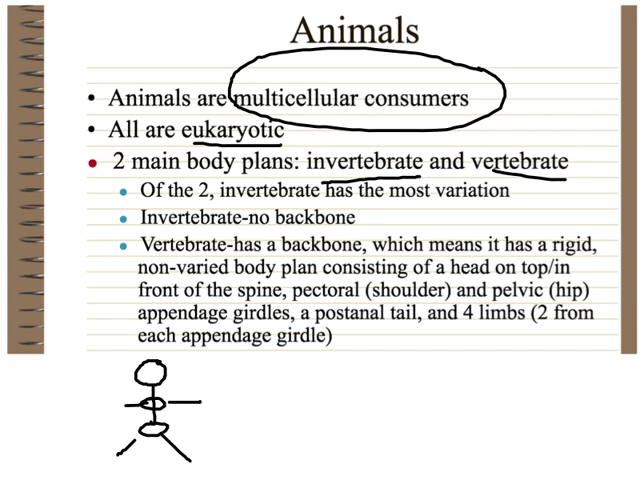 Animals
• Animals are multicellular consumers
• All are eukaryotic
• 2 main body plans: invertebrate and vertebrate
• Of the 2, invertebrate has the most variation
• Invertebrate-no backbone
• Vertebrate-has a backbone, which means it has a rigid,
non-varied body plan consisting of a head on top/in
front of the spine, pectoral (shoulder) and pelvic (hip)
appendage girdles, a postanal tail, and 4 limbs (2 from
each appendage girdle)